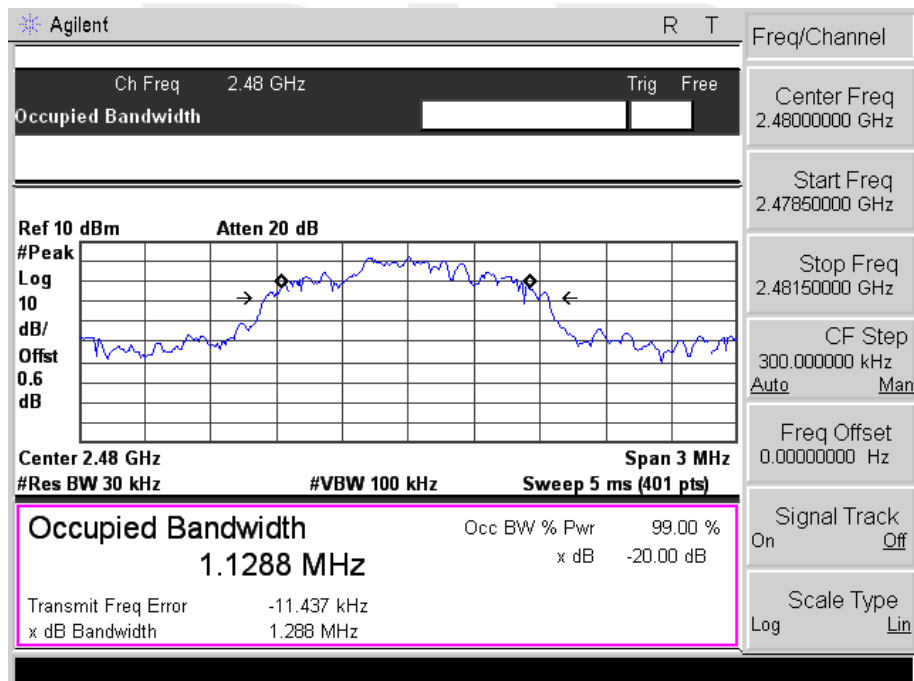 Agilent R T
Ch Freq 2.48 GHz Trig Free
Occupied Bandwidth
Ref 10 dBm Atten 20 dB
#Peak
Log
10
dB/
Offst
0.6
dB
Center 2.48 GHz Span 3 MHz
#Res BW 30 kHz #VBW 100 kHz Sweep 5 ms (401 pts)
Occupied Bandwidth
1.1288 MHz
Occ BW % Pwr 99.00 %
x dB -20.00 dB
Transmit Freq Error -11.437 kHz
x dB Bandwidth 1.288 MHz
Freq/Channel
Center Freq
2.48000000 GHz
Start Freq
2.47850000 GHz
Stop Freq
2.48150000 GHz
CF Step
300.000000 kHz
Auto Man
Freq Offset
0.00000000 Hz
Signal Track
On Off
Scale Type
Log Lin